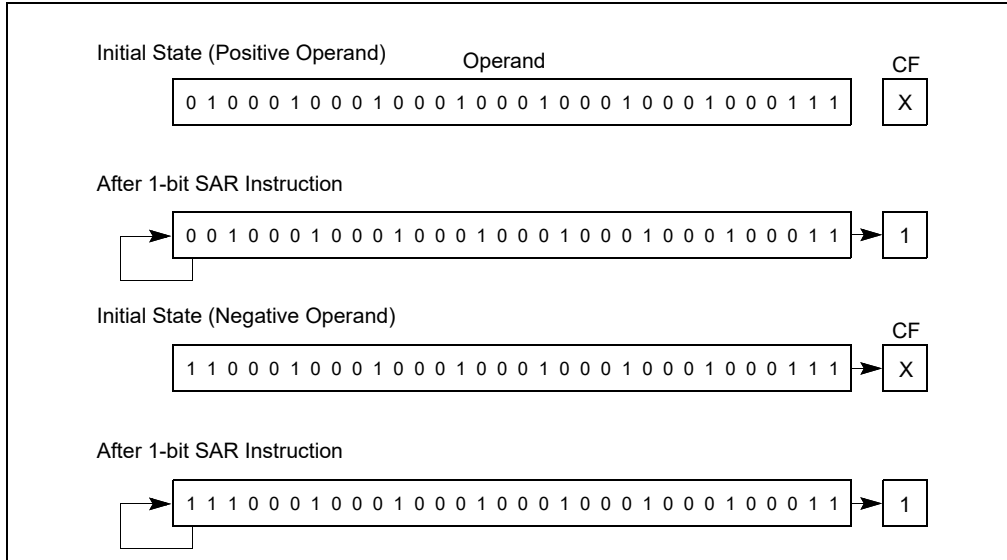 Initial State (Positive Operand)
Operand
CF
0 1 0 0 0 1 0 0 0 1 0 0 0 1 0 0 0 1 0 0 0 1 0 0 0 1 0 0 0 1 1 1
X
After 1-bit SAR Instruction
0 0 1 0 0 0 1 0 0 0 1 0 0 0 1 0 0 0 1 0 0 0 1 0 0 0 1 0 0 0 1 1
1
Initial State (Negative Operand)
CF
1 1 0 0 0 1 0 0 0 1 0 0 0 1 0 0 0 1 0 0 0 1 0 0 0 1 0 0 0 1 1 1
X
After 1-bit SAR Instruction
1 1 1 0 0 0 1 0 0 0 1 0 0 0 1 0 0 0 1 0 0 0 1 0 0 0 1 0 0 0 1 1
1